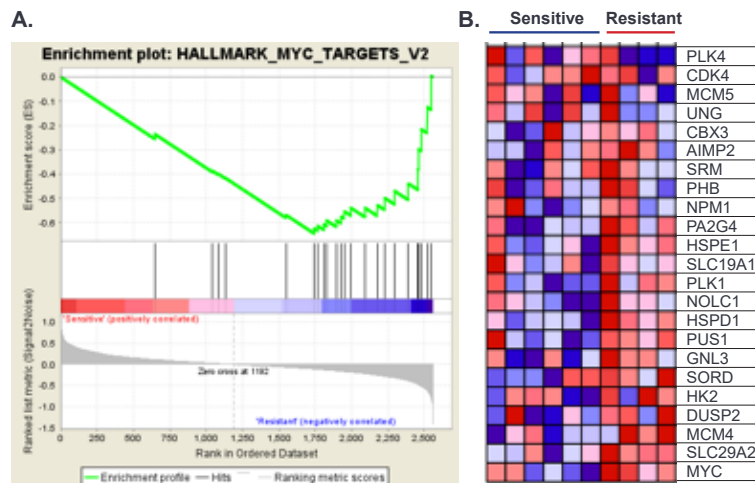 A.
Enrichment plot: HALLMARK_MYC_TARGETS_V2
Enrichment score (ES)
0.0
-0.1
-0.2
-0.3
-0.4
-0.5
-0.6
'Sensitive' (positively correlated)
Ranked list metric (Signal2Noise)
1.0
0.5
0.0
-0.5
-1.0
-1.5
Zero cross at 1192
'Resistant' (negatively correlated)
0 250 500 750 1,000 1,250 1,500 1,750 2,000 2,250 2,500
Rank in Ordered Dataset
Enrichment profile Hits Ranking metric scores
B.
Sensitive Resistant
PLK4
CDK4
MCM5
UNG
CBX3
AIMP2
SRM
PHB
NPM1
PA2G4
HSPE1
SLC19A1
PLK1
NOLC1
HSPD1
PUS1
GNL3
SORD
HK2
DUSP2
MCM4
SLC29A2
MYC